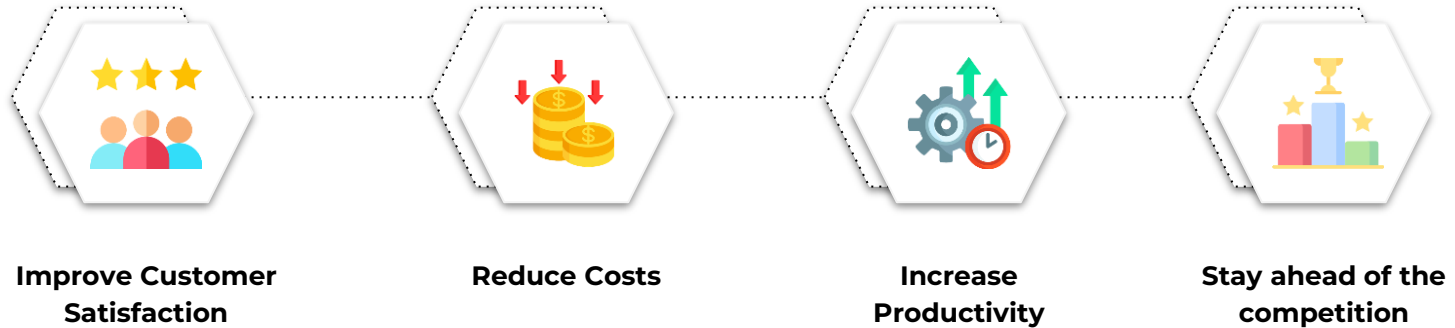 Improve Customer
Satisfaction
Reduce Costs
Increase
Productivity
Stay ahead of the
competition